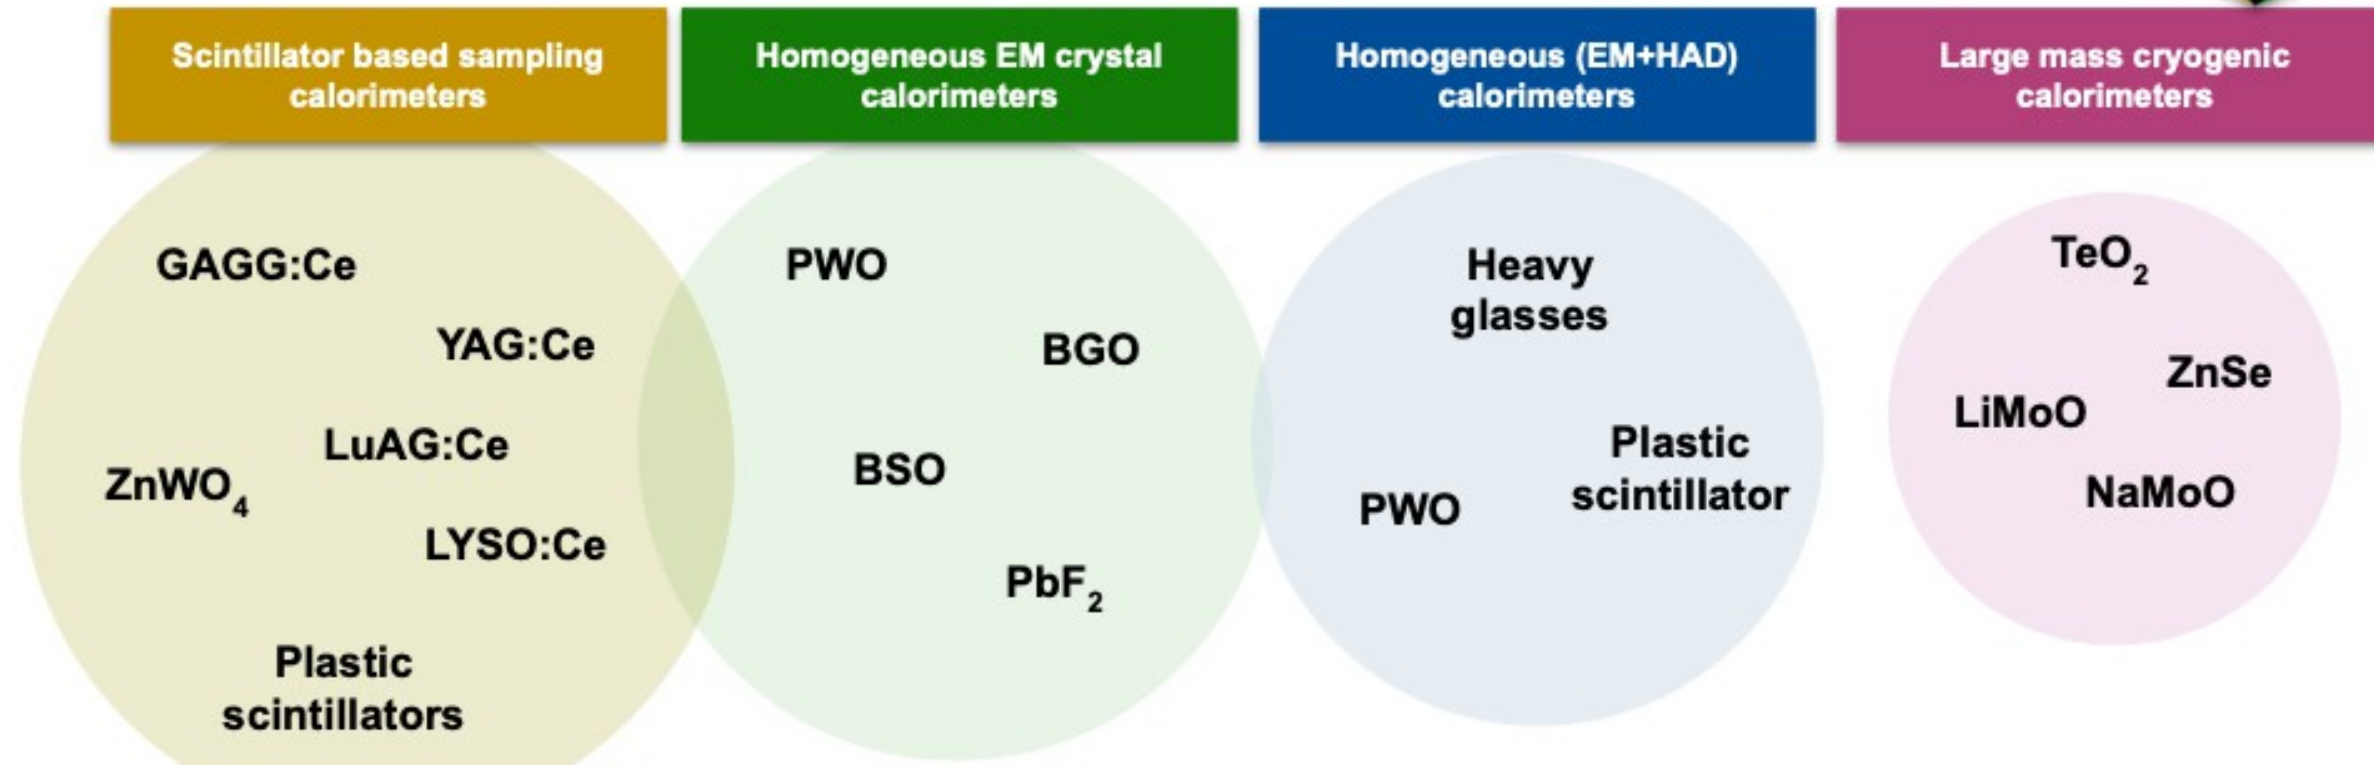 Scintillator based sampling
calorimeters
Homogeneous EM crystal
calorimeters
Homogeneous (EM+HAD)
calorimeters
Large mass cryogenic
calorimeters
GAGG:Ce
YAG:Ce
LuAG:Ce
ZnWO₄
LYSO:Ce
Plastic
scintillators
PWO
BGO
BSO
PbF₂
Heavy
glasses
Plastic
scintillator
PWO
TeO₂
ZnSe
LiMoO
NaMoO